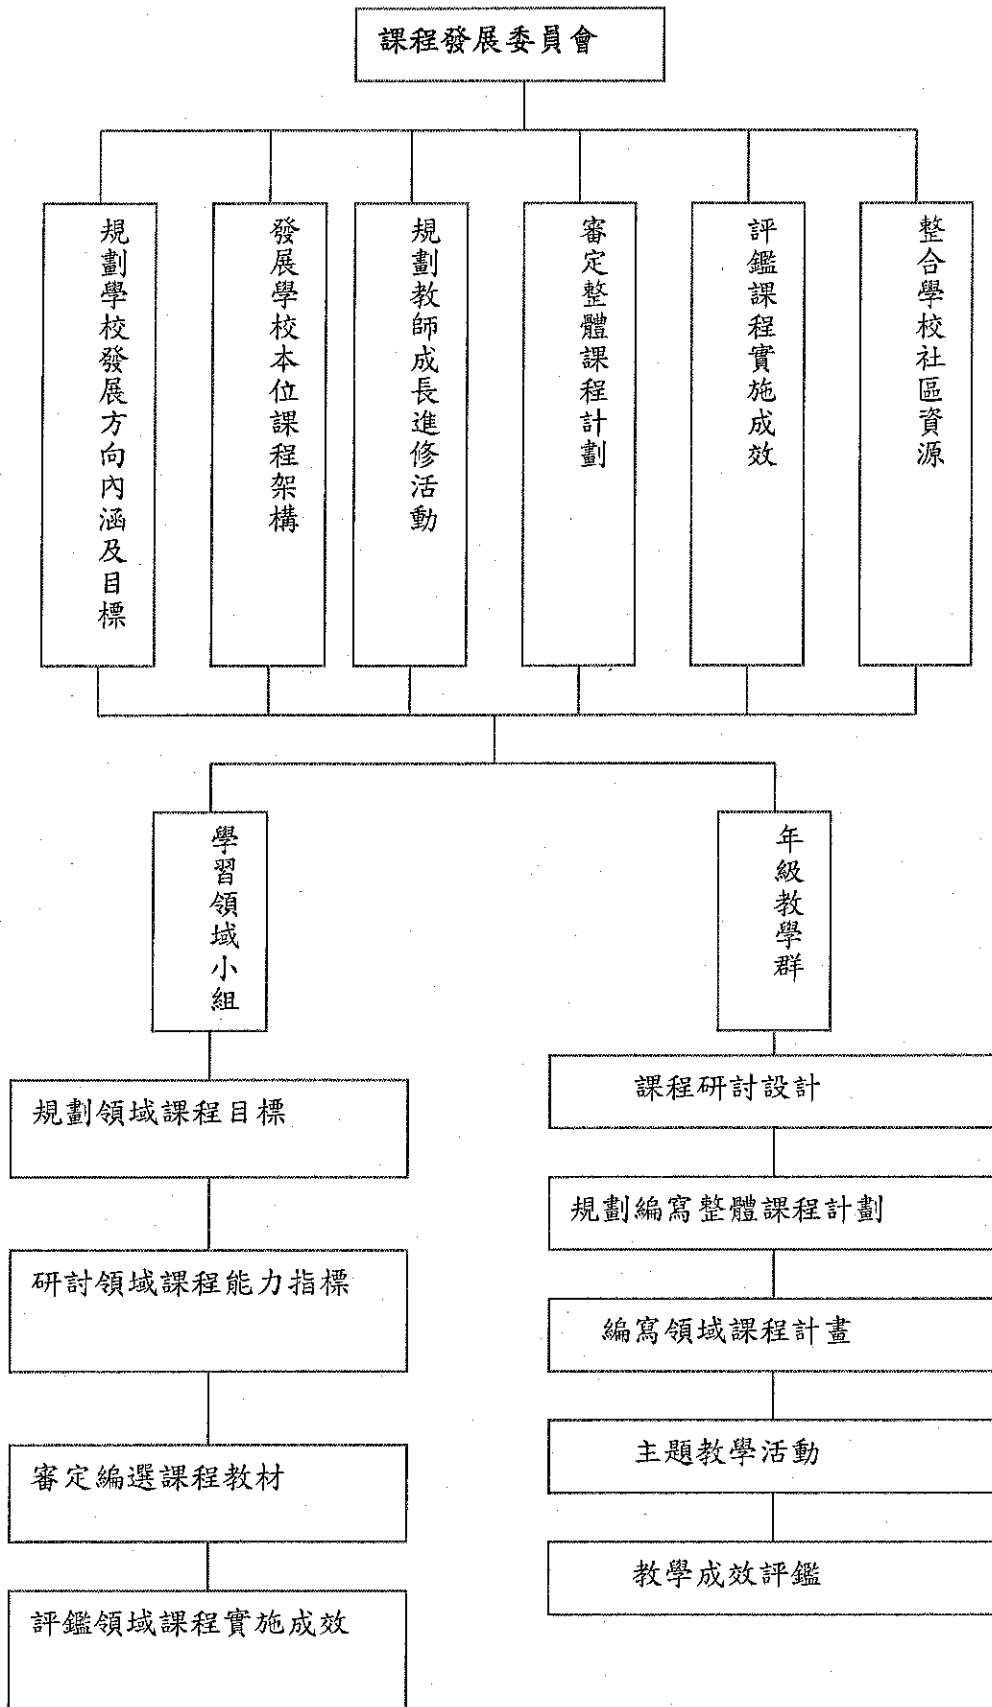 課程發展委員會
規劃學校發展方向內涵及目標
發展學校本位課程架構
規劃教師成長進修活動
審定整體課程計劃
評鑑課程實施成效
整合學校社區資源
學習領域小組
年級教學群
規劃領域課程目標
研討領域課程能力指標
審定編選課程教材
評鑑領域課程實施成效
課程研討設計
規劃編寫整體課程計劃
編寫領域課程計畫
主題教學活動
教學成效評鑑